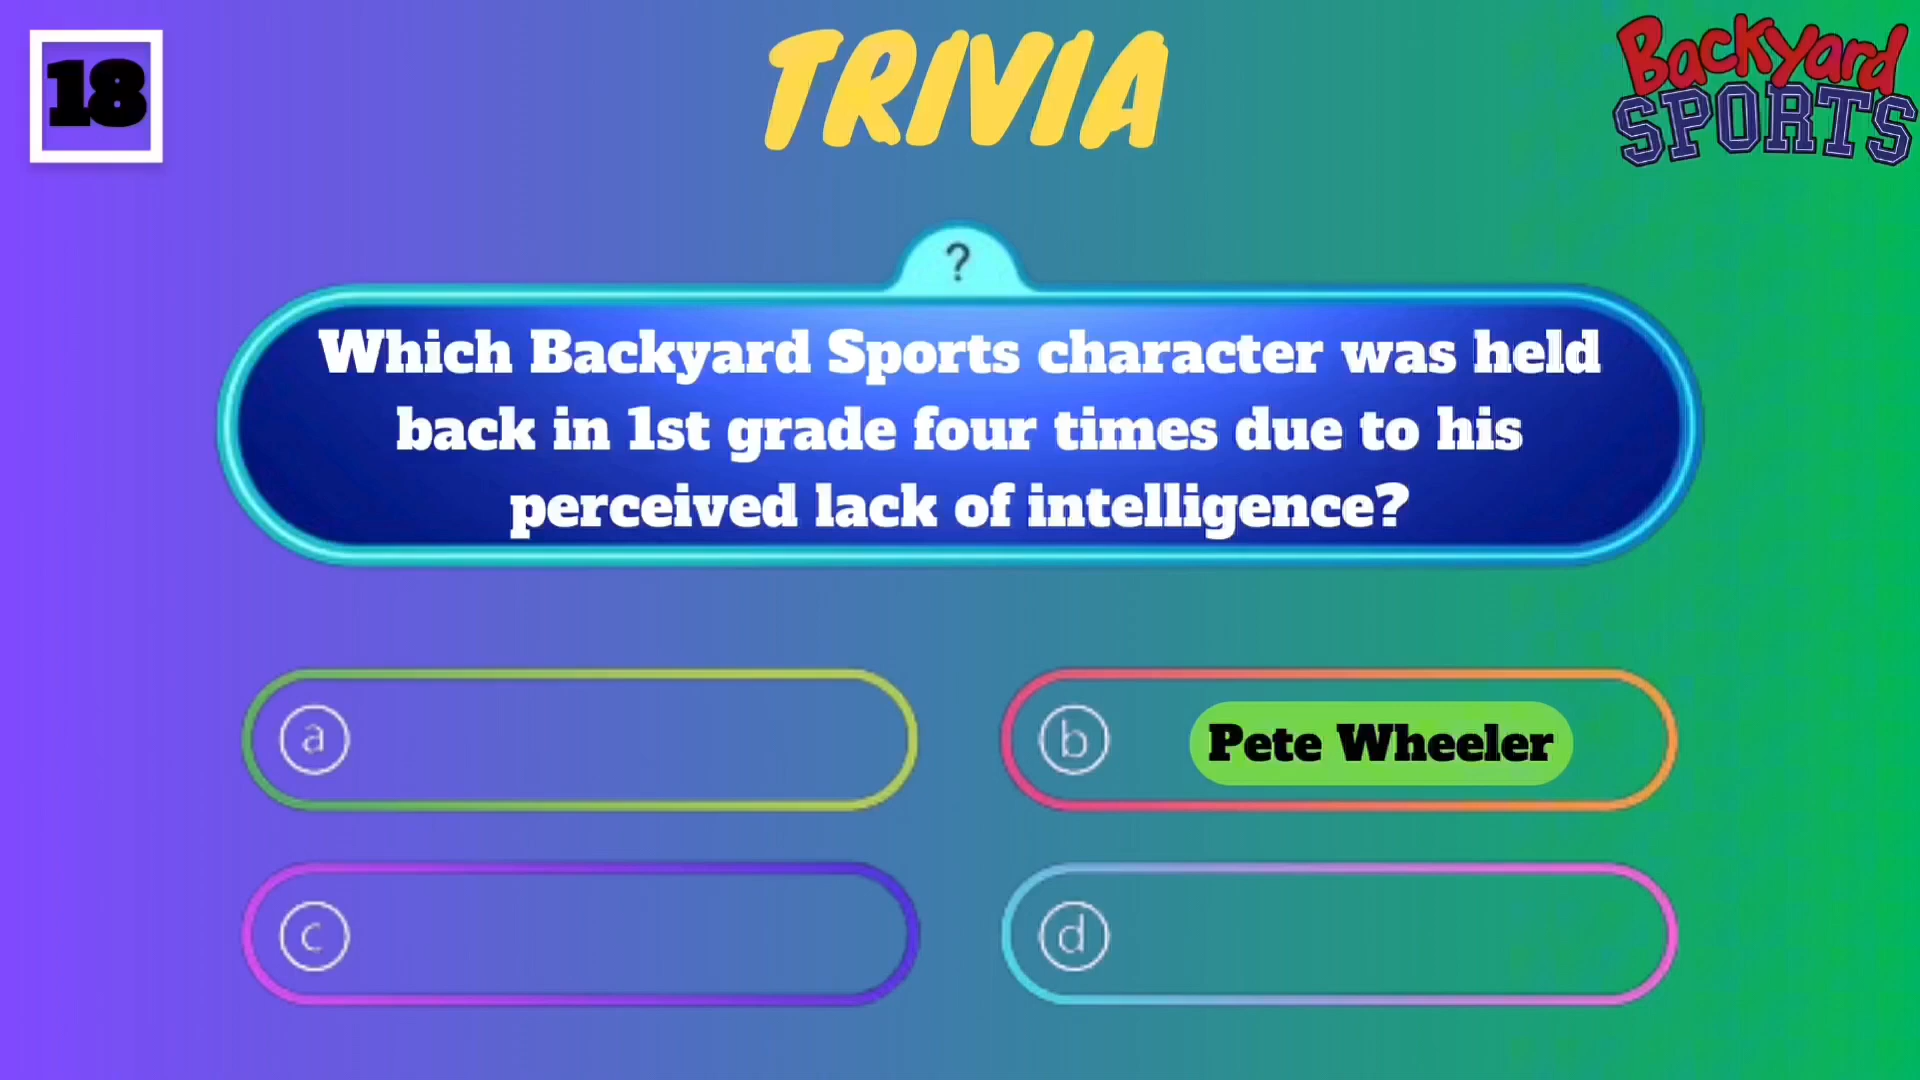 18
TRIVIA
Backyard
SPORTS
?
Which Backyard Sports character was held
back in 1st grade four times due to his
perceived lack of intelligence?
a
b
Pete Wheeler
c
d